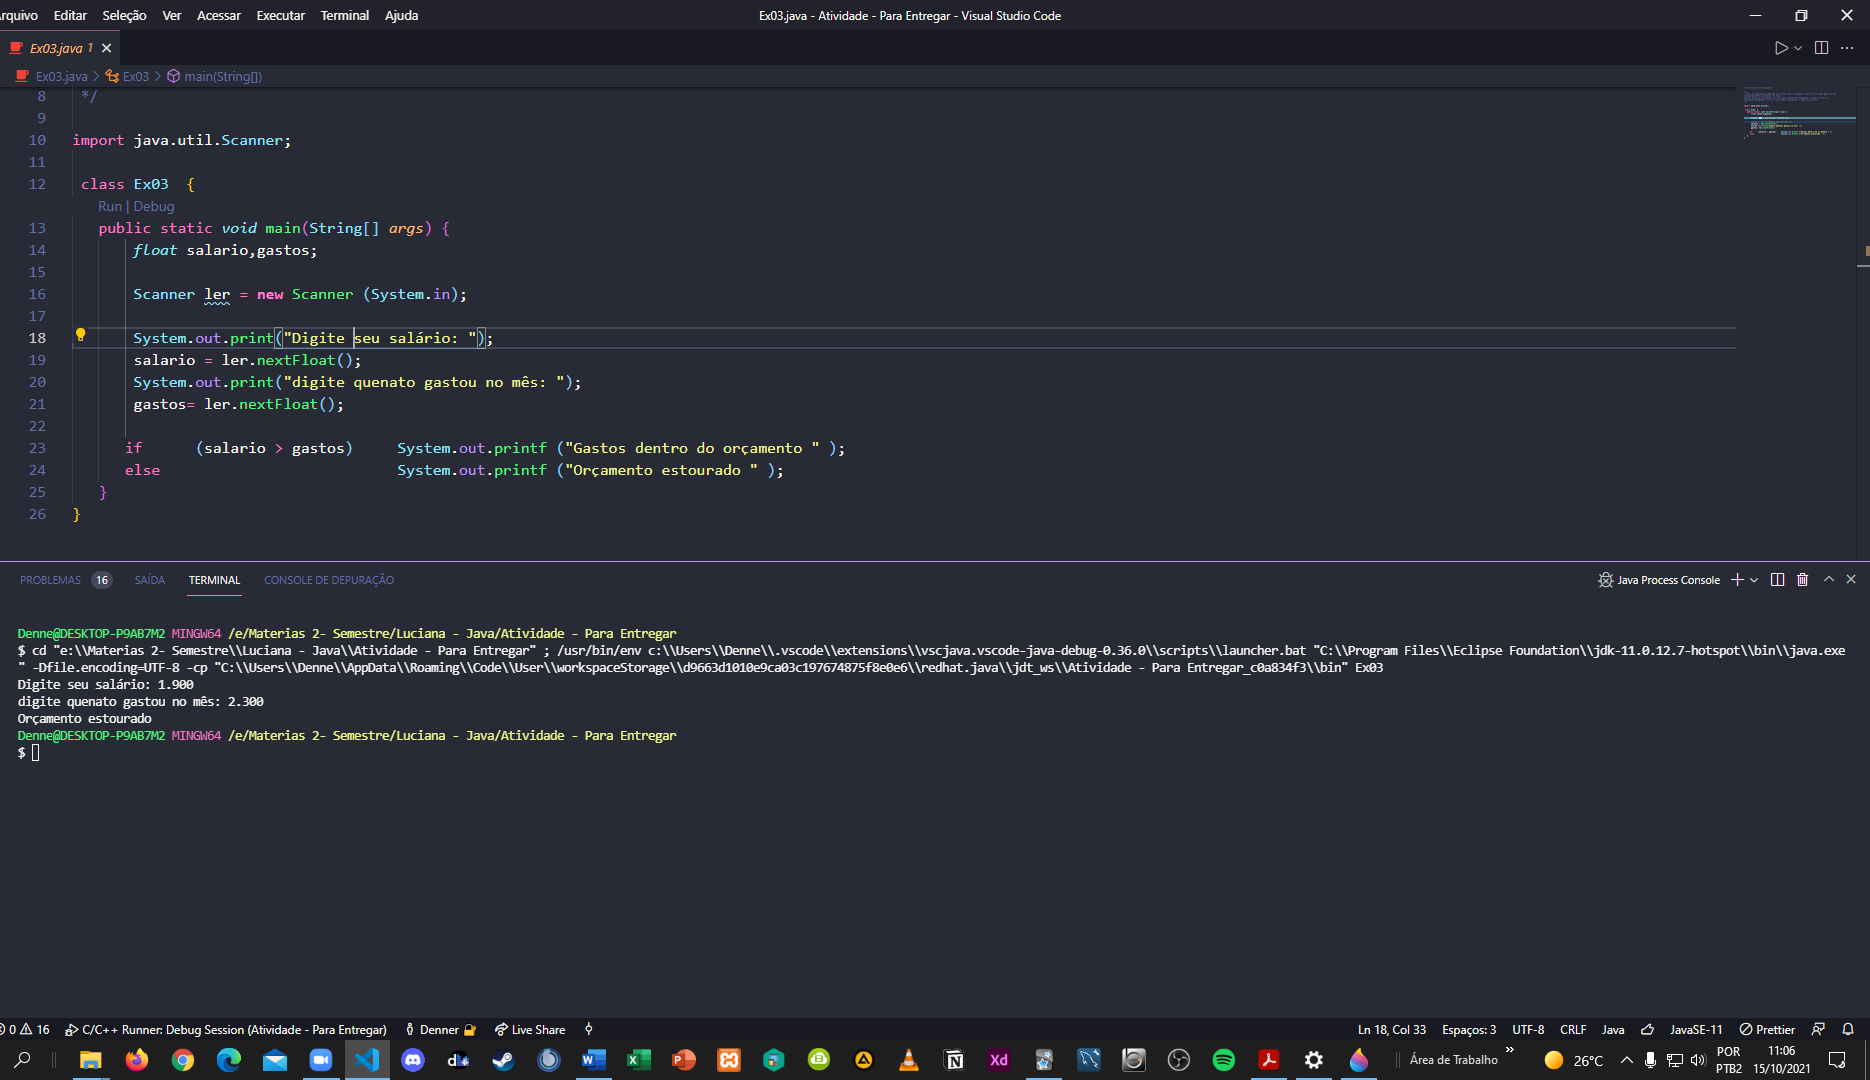 rquivo Editar Seleção Ver Acessar Executar Terminal Ajuda Ex03.java - Atividade - Para Entregar - Visual Studio Code
Ex03.java 1
Ex03.java > Ex03 > main(String[])
8 */
9
10 import java.util.Scanner;
11
12 class Ex03 {
Run | Debug
13 public static void main(String[] args) {
14 float salario,gastos;
15
16 Scanner ler = new Scanner (System.in);
17
18 System.out.print("Digite seu salário: ");
19 salario = ler.nextFloat();
20 System.out.print("digite quenato gastou no mês: ");
21 gastos= ler.nextFloat();
22
23 if (salario > gastos) System.out.printf ("Gastos dentro do orçamento " );
24 else System.out.printf ("Orçamento estourado " );
25 }
26 }
PROBLEMAS 16 SAÍDA TERMINAL CONSOLE DE DEPURAÇÃO Java Process Console
Denne@DESKTOP-P9AB7M2 MINGW64 /e/Materias 2- Semestre/Luciana - Java/Atividade - Para Entregar
$ cd "e:\\Materias 2- Semestre\\Luciana - Java\\Atividade - Para Entregar" ; /usr/bin/env c:\\Users\\Denne\\.vscode\\extensions\\vscjava.vscode-java-debug-0.36.0\\scripts\\launcher.bat "C:\\Program Files\\Eclipse Foundation\\jdk-11.0.12.7-hotspot\\bin\\java.exe
" -Dfile.encoding=UTF-8 -cp "C:\\Users\\Denne\\AppData\\Roaming\\Code\\User\\workspaceStorage\\d9663d1010e9ca03c197674875f8e0e6\\redhat.java\\jdt_ws\\Atividade - Para Entregar_c0a834f3\\bin" Ex03
Digite seu salário: 1.900
digite quenato gastou no mês: 2.300
Orçamento estourado
Denne@DESKTOP-P9AB7M2 MINGW64 /e/Materias 2- Semestre/Luciana - Java/Atividade - Para Entregar
$
0 16 C/C++ Runner: Debug Session (Atividade - Para Entregar) Denner Live Share Ln 18, Col 33 Espaços: 3 UTF-8 CRLF Java JavaSE-11 Prettier
Área de Trabalho 26°C POR PTB2 11:06 15/10/2021